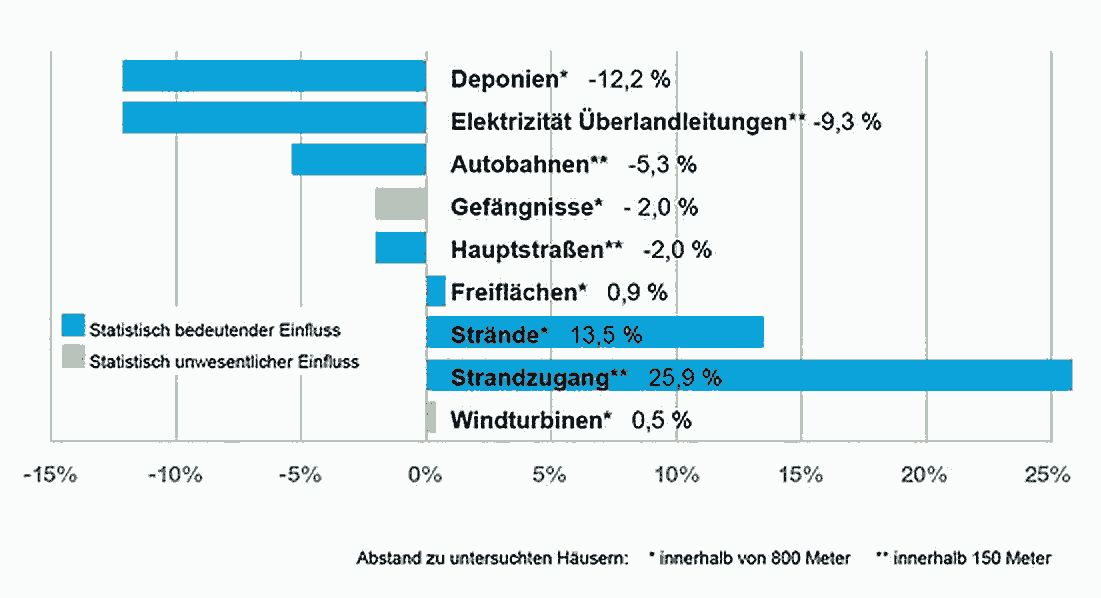 Deponien* -12,2 %
Elektrizität Überlandleitungen** -9,3 %
Autobahnen** -5,3 %
Gefängnisse* - 2,0 %
Hauptstraßen** -2,0 %
Freiflächen* 0,9 %
Statistisch bedeutender Einfluss
Strände* 13,5 %
Statistisch unwesentlicher Einfluss
Strandzugang** 25,9 %
Windturbinen* 0,5 %
-15% -10% -5% 0% 5% 10% 15% 20% 25%
Abstand zu untersuchten Häusern: * innerhalb von 800 Meter ** innerhalb 150 Meter